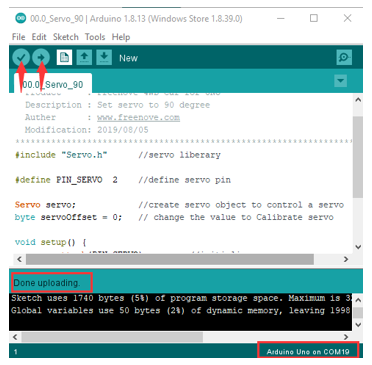 00.0_Servo_90 | Arduino 1.8.13 (Windows Store 1.8.39.0)
File Edit Sketch Tools Help
New
00.0_Servo_90
Description : Set servo to 90 degree
Auther : www.freenove.com
Modification: 2019/08/05
******************************************************************
#include "Servo.h" //servo liberary
#define PIN_SERVO 2 //define servo pin
Servo servo; //create servo object to control a servo
byte servoOffset = 0; // change the value to Calibrate servo
void setup() {
Done uploading.
Sketch uses 1740 bytes (5%) of program storage space. Maximum is 3
Global variables use 50 bytes (2%) of dynamic memory, leaving 1998
1 Arduino Uno on COM19